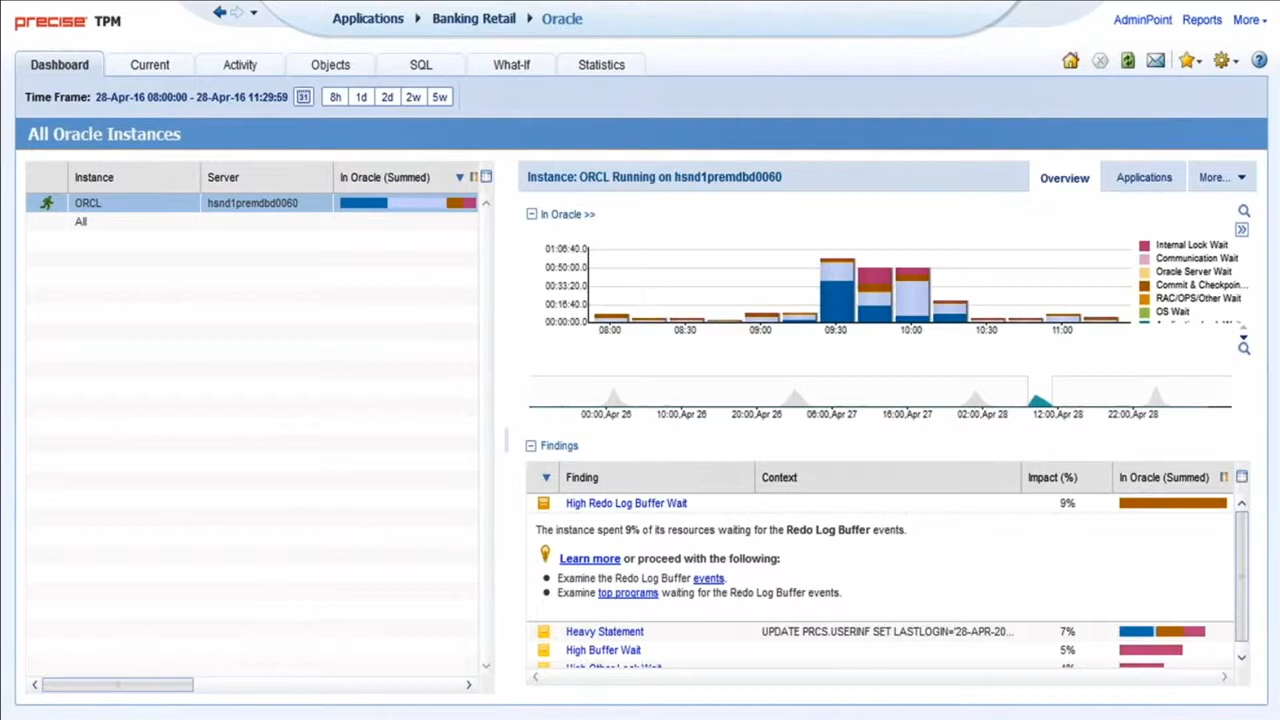 precise TPM
Applications Banking Retail Oracle
AdminPoint Reports More
Dashboard Current Activity Objects SQL What-If Statistics
Time Frame: 28-Apr-16 08:00:00 - 28-Apr-16 11:29:59 31 8h 1d 2d 2w 5w
All Oracle Instances
Instance Server In Oracle (Summed)
ORCL hsnd1premdbd0060
All
Instance: ORCL Running on hsnd1premdbd0060
Overview Applications More...
In Oracle >>
01:06:40.0
00:50:00.0
00:33:20.0
00:16:40.0
00:00:00.0
08:00 08:30 09:00 09:30 10:00 10:30 11:00
Internal Lock Wait
Communication Wait
Oracle Server Wait
Commit & Checkpoin...
RAC/OPS/Other Wait
OS Wait
00:00,Apr 26 10:00,Apr 26 20:00,Apr 26 06:00,Apr 27 16:00,Apr 27 02:00,Apr 28 12:00,Apr 28 22:00,Apr 28
Findings
Finding Context Impact (%) In Oracle (Summed)
High Redo Log Buffer Wait 9%
The instance spent 9% of its resources waiting for the Redo Log Buffer events.
Learn more or proceed with the following:
Examine the Redo Log Buffer events.
Examine top programs waiting for the Redo Log Buffer events.
Heavy Statement UPDATE PRCS.USERINF SET LASTLOGIN='28-APR-20... 7%
High Buffer Wait 5%
High Other Lock Wait 4%